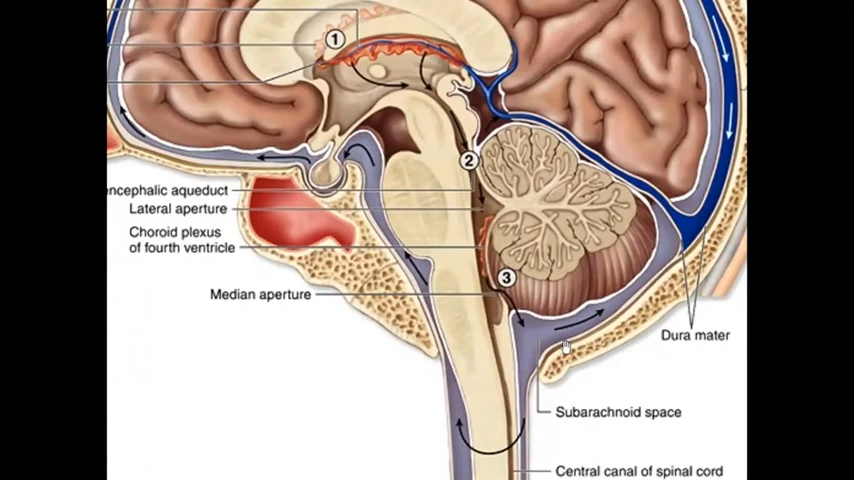 1
2
encephalic aqueduct
Lateral aperture
Choroid plexus
of fourth ventricle
3
Median aperture
Dura mater
Subarachnoid space
Central canal of spinal cord